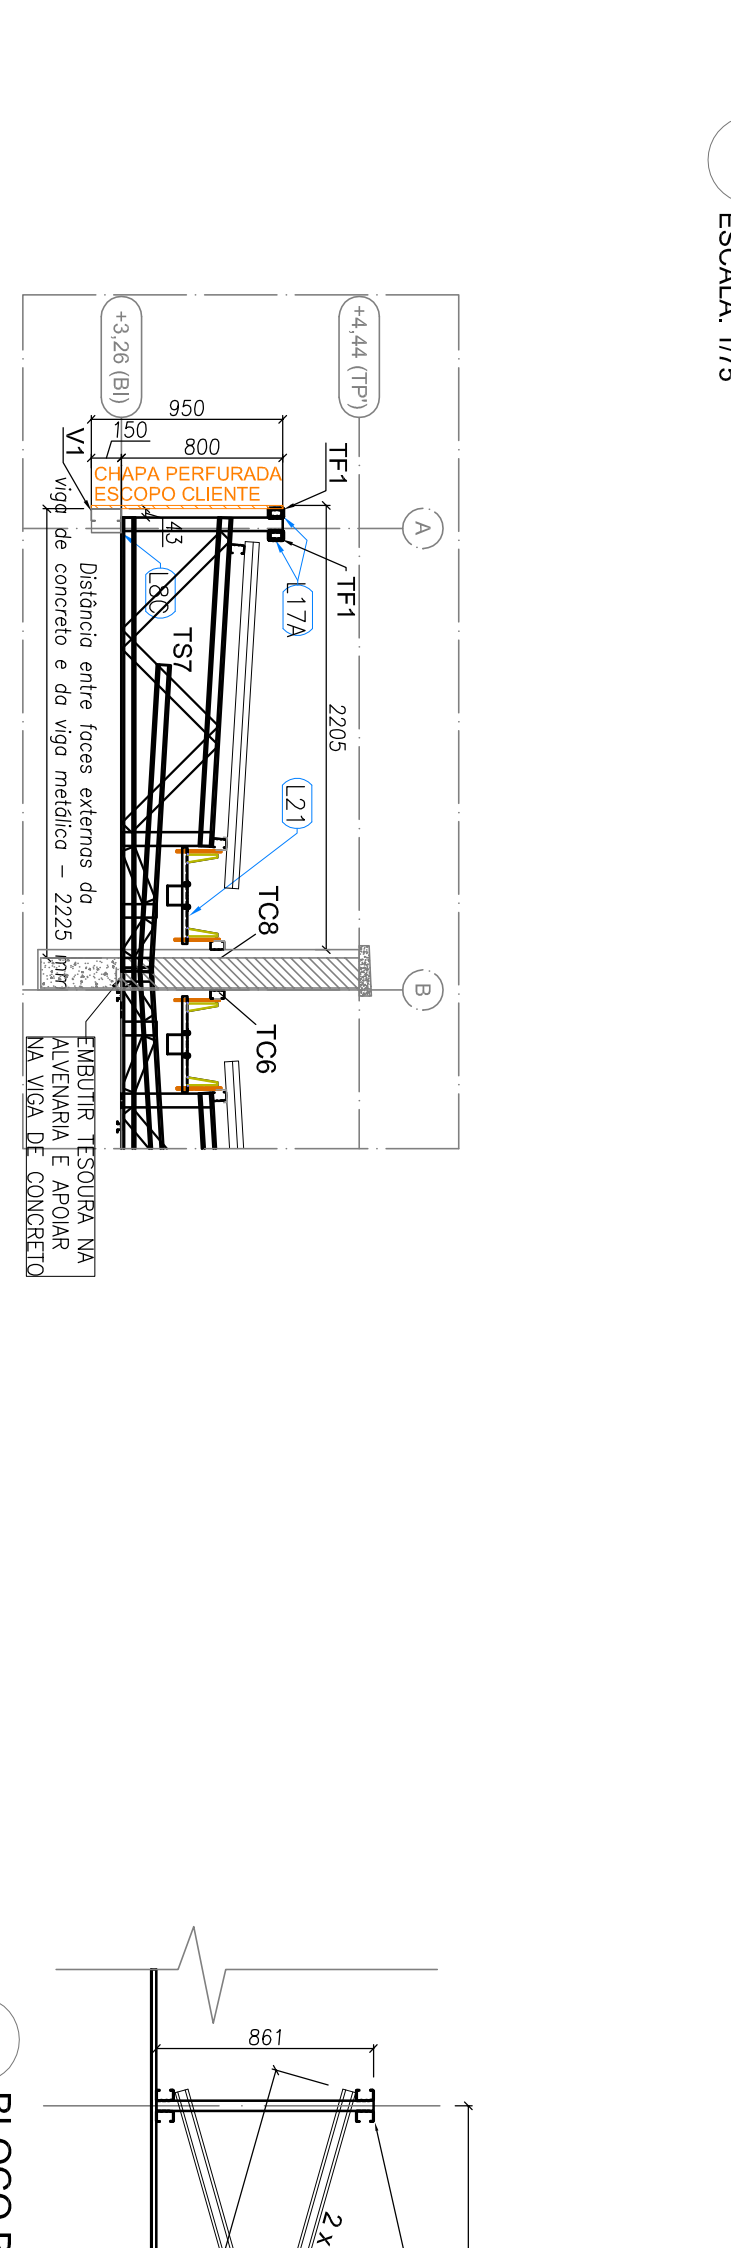 ESCALA: 1/75
+3,26 (BI)
+4,44 (TP')
950
150
800
V1
CHAPA PERFURADA
ESCOPO CLIENTE
TF1
A
43
L8C
L17A
TF1
TS7
2205
L21
Distância entre faces externas da
viga de concreto e da viga metálica - 2225 mm
TC8
B
TC6
EMBUTIR TESOURA NA
ALVENARIA E APOIAR
NA VIGA DE CONCRETO
861
2 x
BLOCO